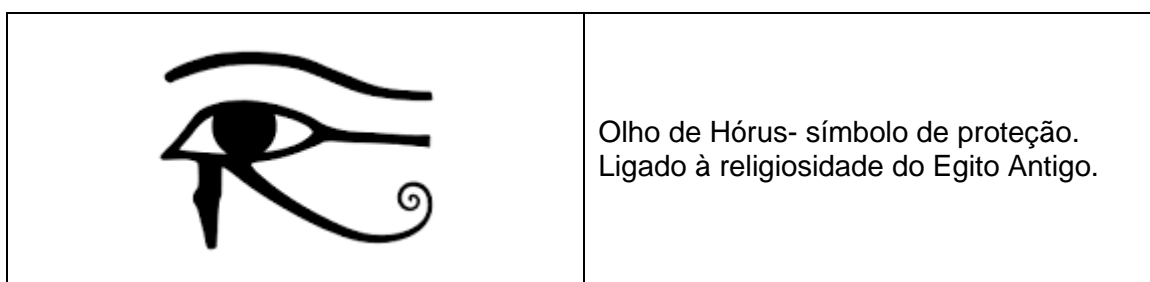 Olho de Hórus- símbolo de proteção.
Ligado à religiosidade do Egito Antigo.